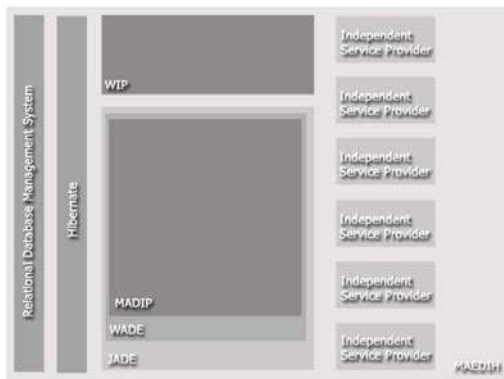 Relational Database Management System
Hibernate
WIP
MADIP
WADE
JADE
Independent
Service Provider
Independent
Service Provider
Independent
Service Provider
Independent
Service Provider
Independent
Service Provider
Independent
Service Provider
MAEDIH